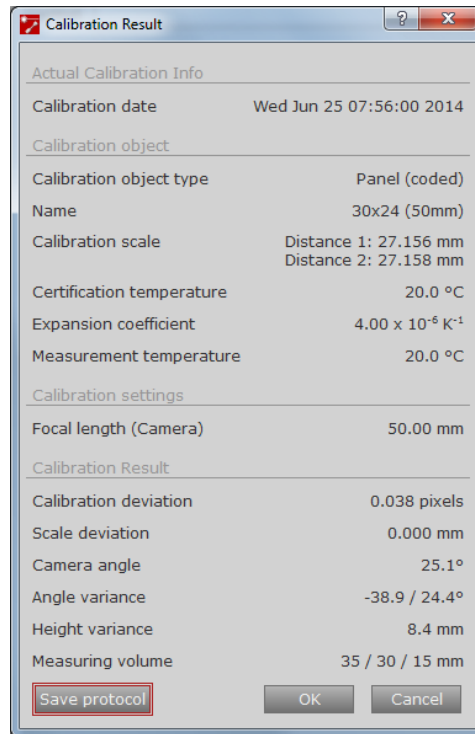 Calibration Result
?
X
Actual Calibration Info
Calibration date Wed Jun 25 07:56:00 2014
Calibration object
Calibration object type Panel (coded)
Name 30x24 (50mm)
Calibration scale Distance 1: 27.156 mm
Distance 2: 27.158 mm
Certification temperature 20.0 °C
Expansion coefficient 4.00 x 10⁻⁶ K⁻¹
Measurement temperature 20.0 °C
Calibration settings
Focal length (Camera) 50.00 mm
Calibration Result
Calibration deviation 0.038 pixels
Scale deviation 0.000 mm
Camera angle 25.1°
Angle variance -38.9 / 24.4°
Height variance 8.4 mm
Measuring volume 35 / 30 / 15 mm
Save protocol OK Cancel